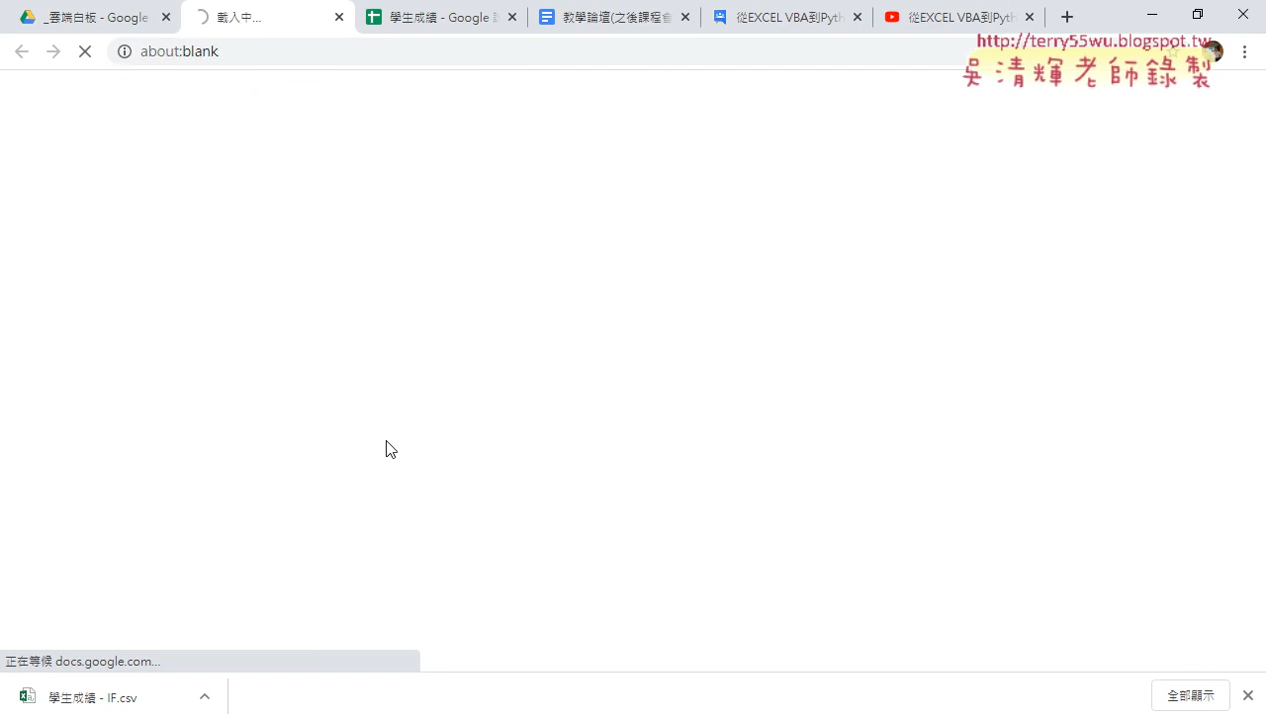 _雲端白板 - Google
載入中...
學生成績 - Google 試
教學論壇(之後課程會
從EXCEL VBA到Pyth
從EXCEL VBA到Pyth
about:blank
http://terry55wu.blogspot.tw
吳清輝老師錄製
正在等候 docs.google.com...
學生成績 - IF.csv
全部顯示